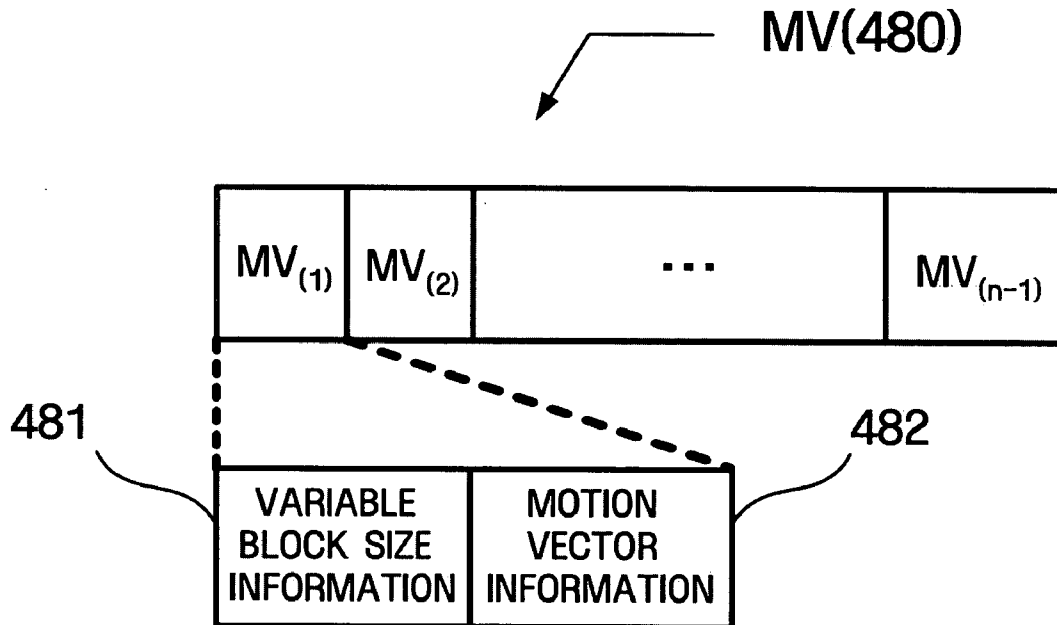 MV(480)
MV(1) MV(2) ... MV(n-1)
481
482
VARIABLE
BLOCK SIZE
INFORMATION
MOTION
VECTOR
INFORMATION